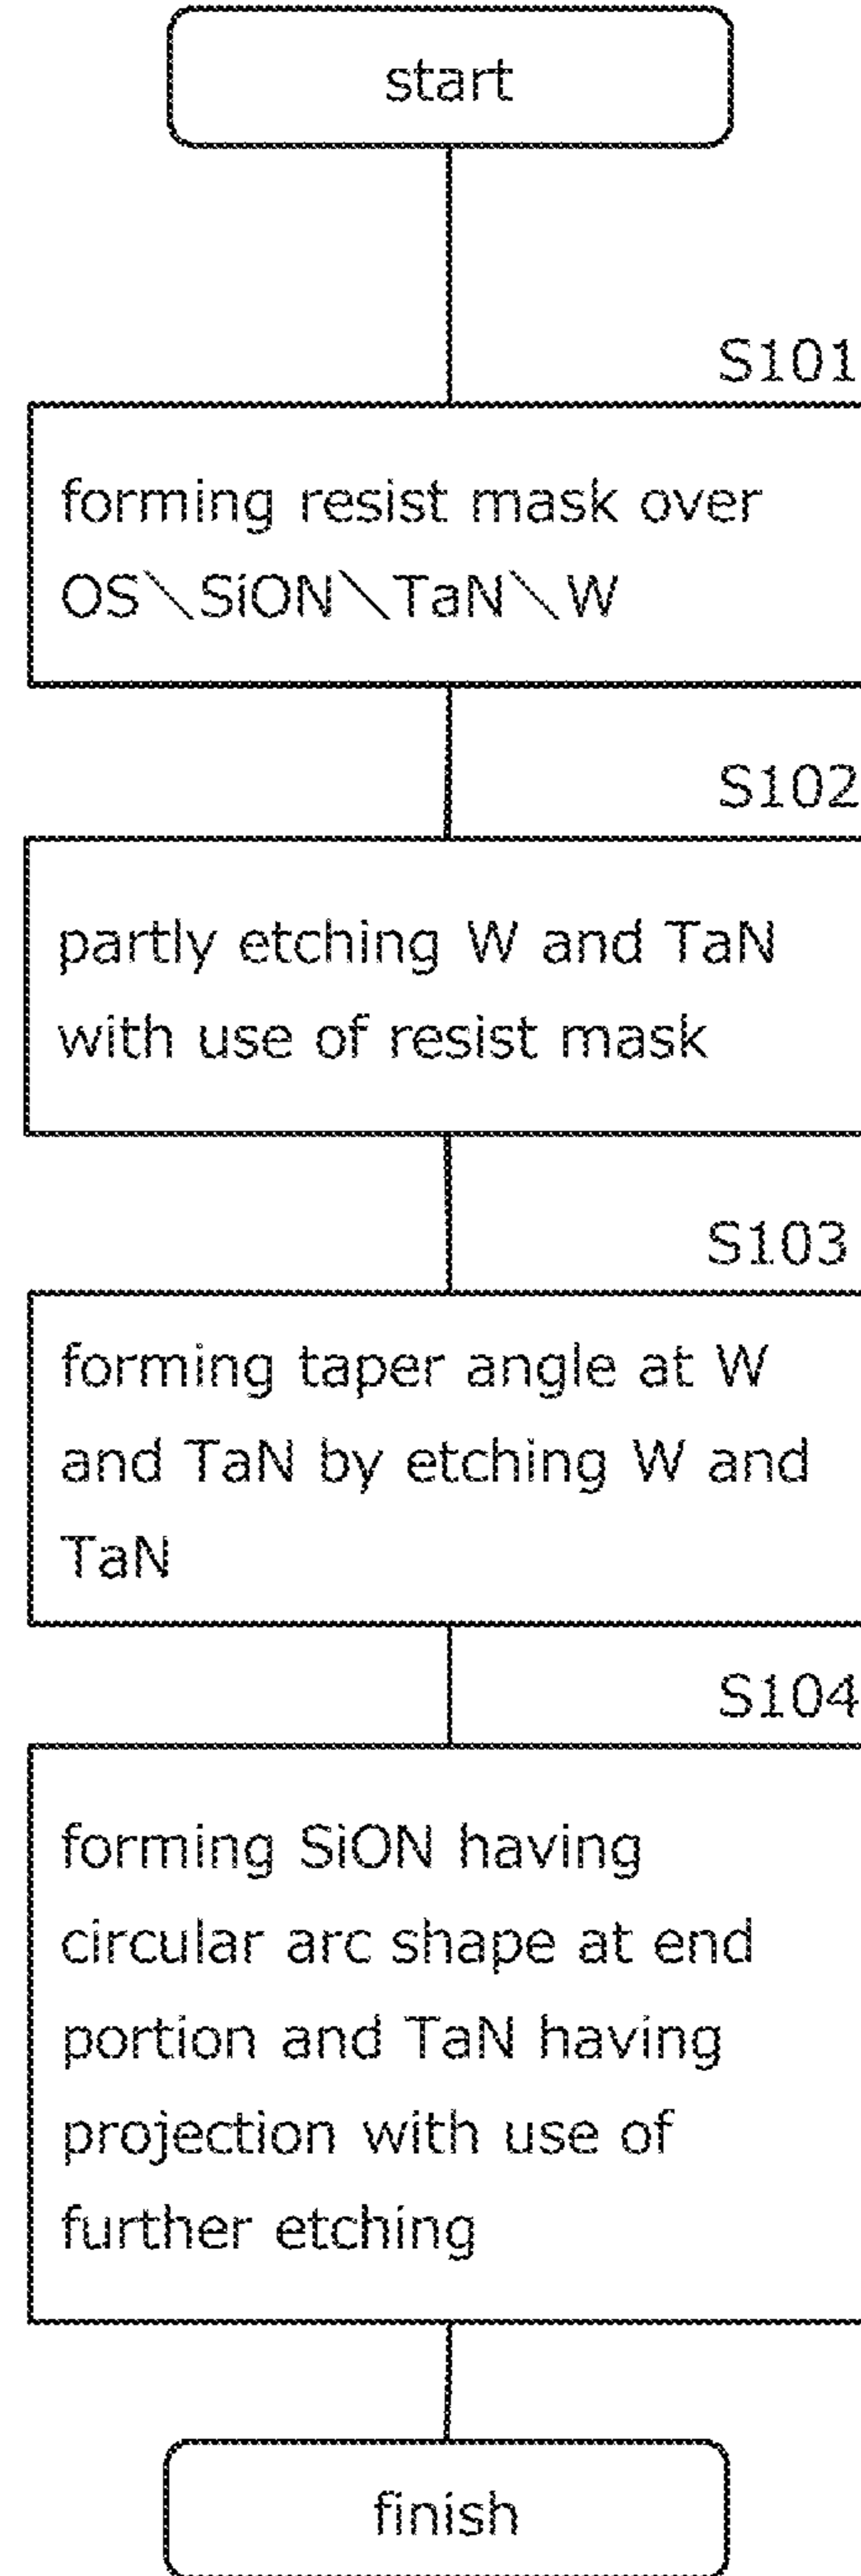 start
S101
forming resist mask over
OS＼SiON＼TaN＼W
S102
partly etching W and TaN
with use of resist mask
S103
forming taper angle at W
and TaN by etching W and
TaN
S104
forming SiON having
circular arc shape at end
portion and TaN having
projection with use of
further etching
finish